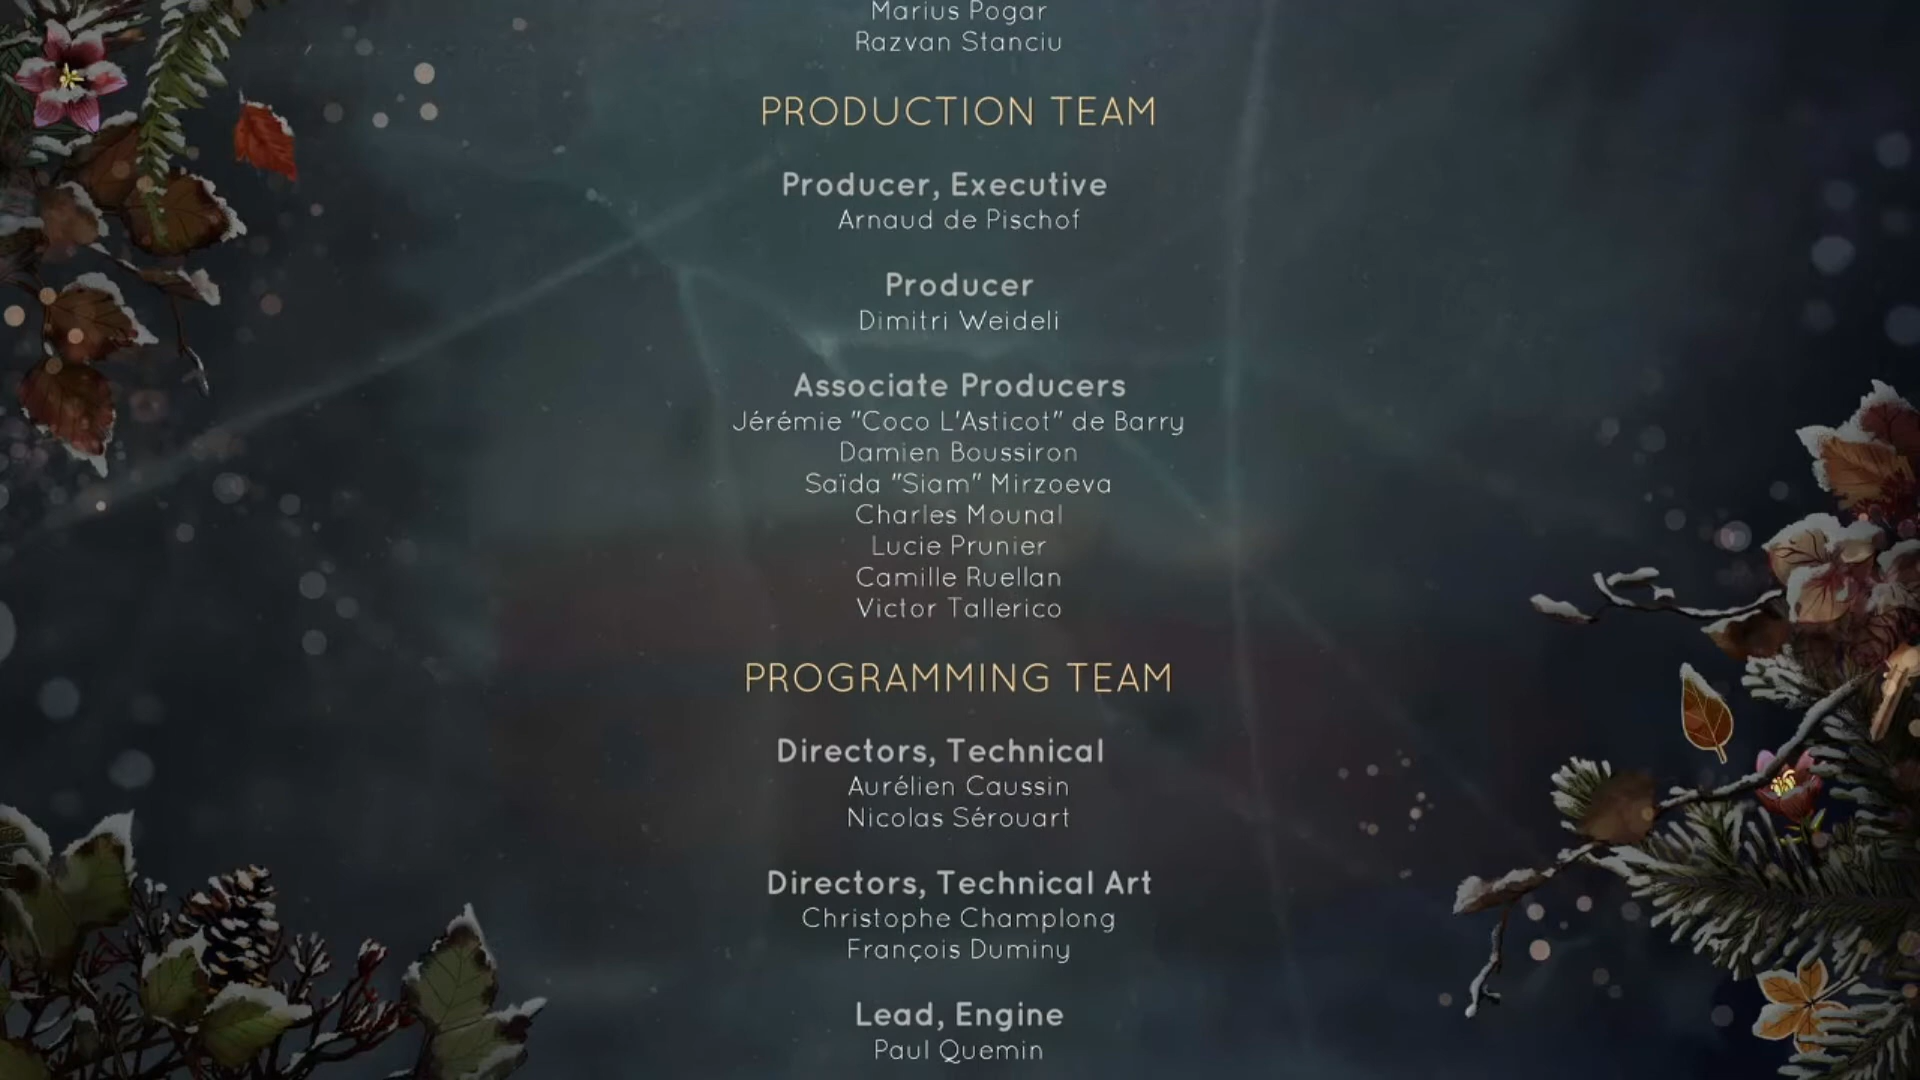 Marius Pogar
Razvan Stanciu
PRODUCTION TEAM
Producer, Executive
Arnaud de Pischof
Producer
Dimitri Weideli
Associate Producers
Jérémie "Coco L'Asticot" de Barry
Damien Boussiron
Saïda "Siam" Mirzoeva
Charles Mounal
Lucie Prunier
Camille Ruellan
Victor Tallerico
PROGRAMMING TEAM
Directors, Technical
Aurélien Caussin
Nicolas Sérouart
Directors, Technical Art
Christophe Champlong
François Duminy
Lead, Engine
Paul Quemin